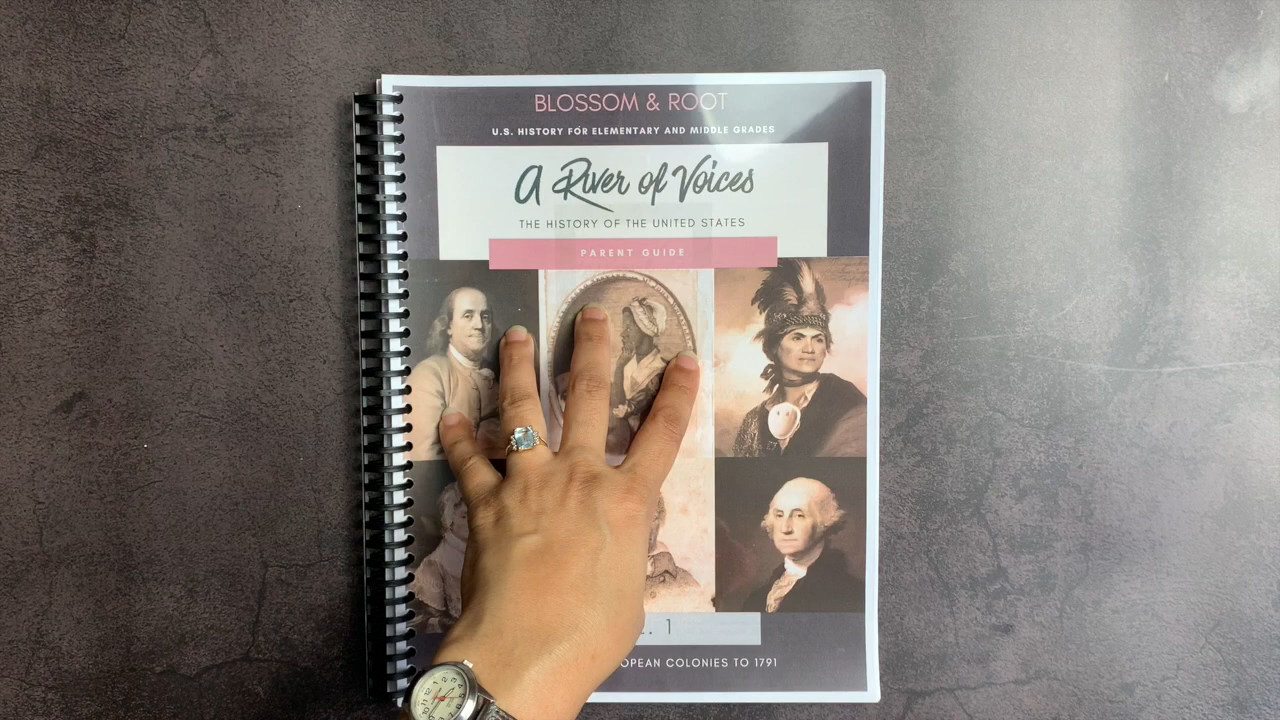 BLOSSOM & ROOT
U.S. HISTORY FOR ELEMENTARY AND MIDDLE GRADES
A River of Voices
THE HISTORY OF THE UNITED STATES
PARENT GUIDE
. 1
OPEAN COLONIES TO 1791